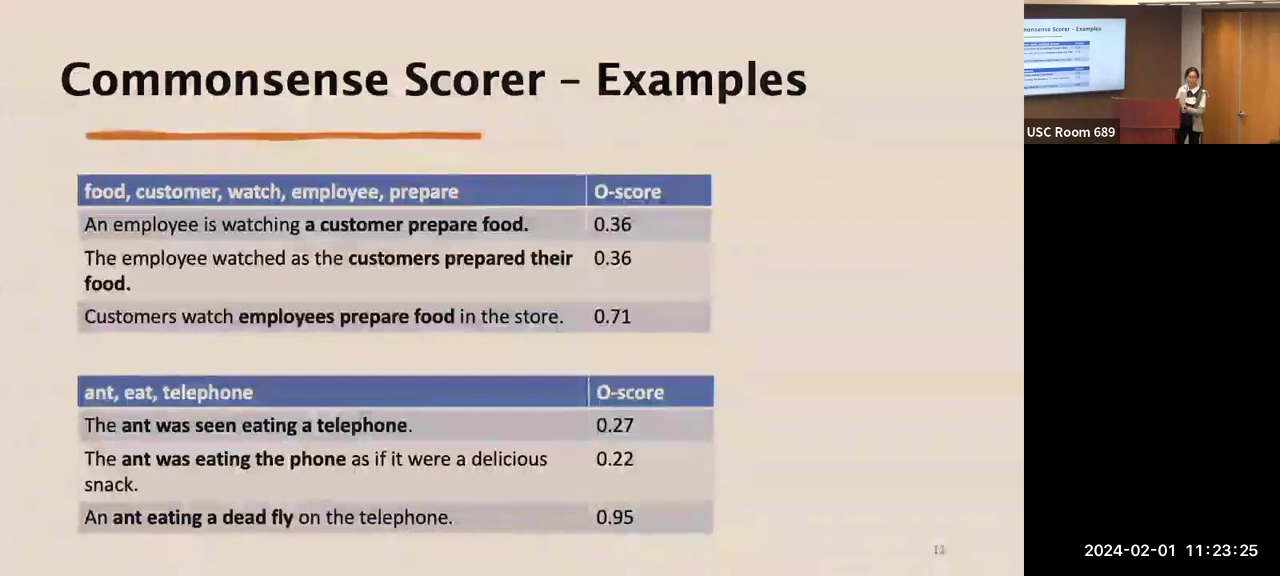 Commonsense Scorer – Examples
food, customer, watch, employee, prepare O-score
An employee is watching a customer prepare food. 0.36
The employee watched as the customers prepared their 0.36
food.
Customers watch employees prepare food in the store. 0.71
ant, eat, telephone O-score
The ant was seen eating a telephone. 0.27
The ant was eating the phone as if it were a delicious 0.22
snack.
An ant eating a dead fly on the telephone. 0.95
monsense Scorer – Examples
USC Room 689
2024-02-01 11:23:25